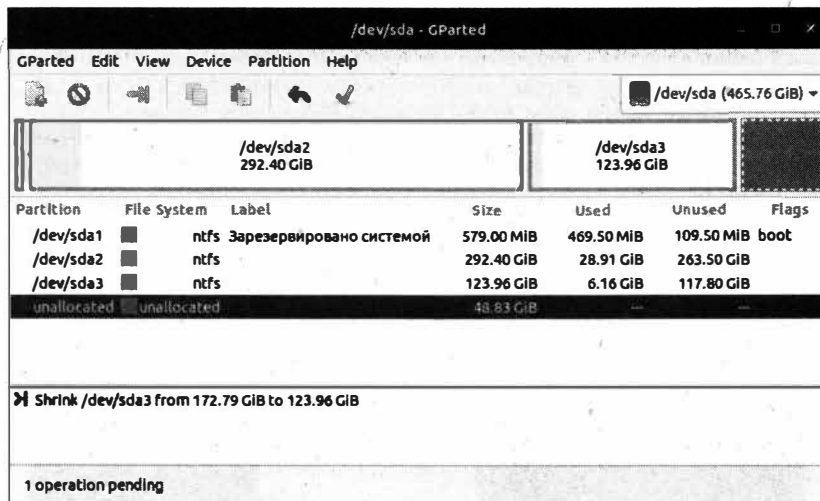 /dev/sda - GParted
GParted Edit View Device Partition Help
/dev/sda (465.76 GiB)
/dev/sda2
292.40 GiB
/dev/sda3
123.96 GiB
Partition File System Label Size Used Unused Flags
/dev/sda1 ntfs Зарезервировано системой 579.00 MiB 469.50 MiB 109.50 MiB boot
/dev/sda2 ntfs 292.40 GiB 28.91 GiB 263.50 GiB
/dev/sda3 ntfs 123.96 GiB 6.16 GiB 117.80 GiB
unallocated unallocated 48.83 GiB --- ---
Shrink /dev/sda3 from 172.79 GiB to 123.96 GiB
1 operation pending